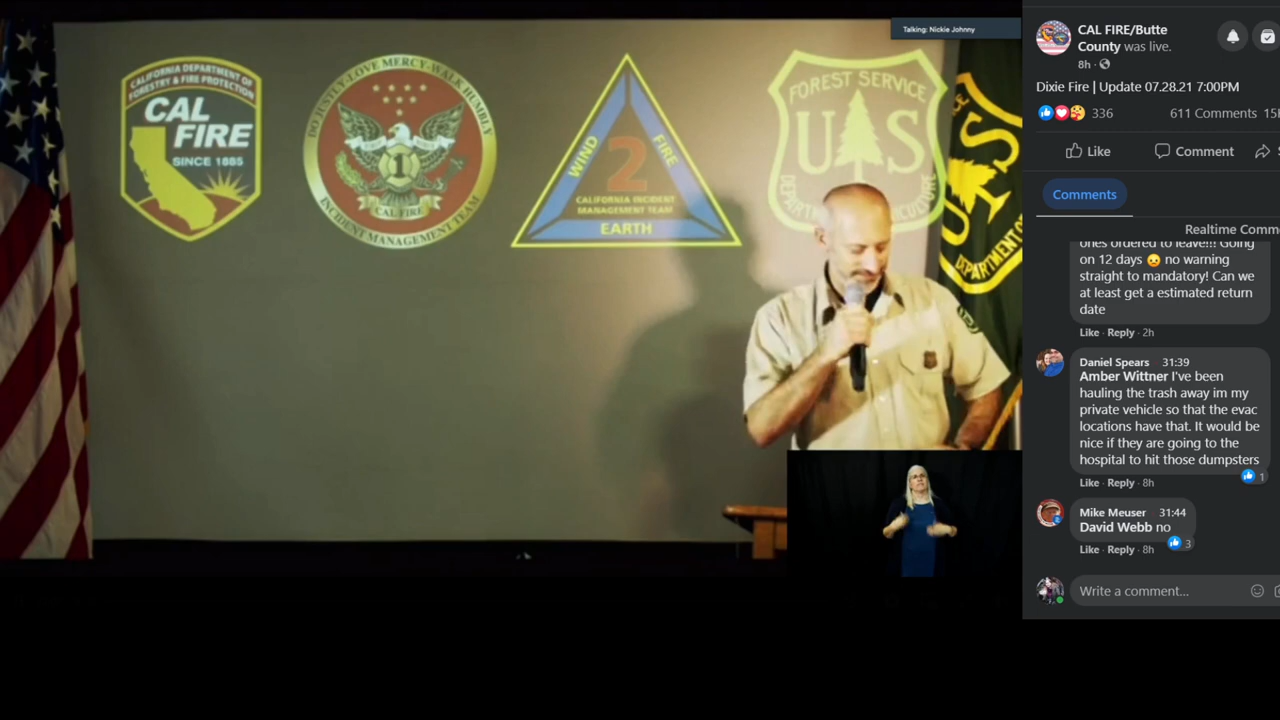 Talking: Nickie Johnny
CALIFORNIA DEPARTMENT OF
FORESTRY & FIRE PROTECTION
CAL
FIRE
SINCE 1885
DO JUSTLY-LOVE MERCY-WALK HUMBLY
1
CAL FIRE
INCIDENT MANAGEMENT TEAM
WIND
FIRE
2
CALIFORNIA INCIDENT
MANAGEMENT TEAM
EARTH
FOREST SERVICE
U S
US
DEPARTMENT OF
CAL FIRE/Butte
County was live.
8h ·
Dixie Fire | Update 07.28.21 7:00PM
336
611 Comments
Like
Comment
Comments
Realtime Comm
ones ordered to leave!!! Going
on 12 days 😟 no warning
straight to mandatory! Can we
at least get a estimated return
date
Like · Reply · 2h
Daniel Spears 31:39
Amber Wittner I've been
hauling the trash away im my
private vehicle so that the evac
locations have that. It would be
nice if they are going to the
hospital to hit those dumpsters
1
Like · Reply · 8h
Mike Meuser 31:44
David Webb no
3
Like · Reply · 8h
Write a comment...